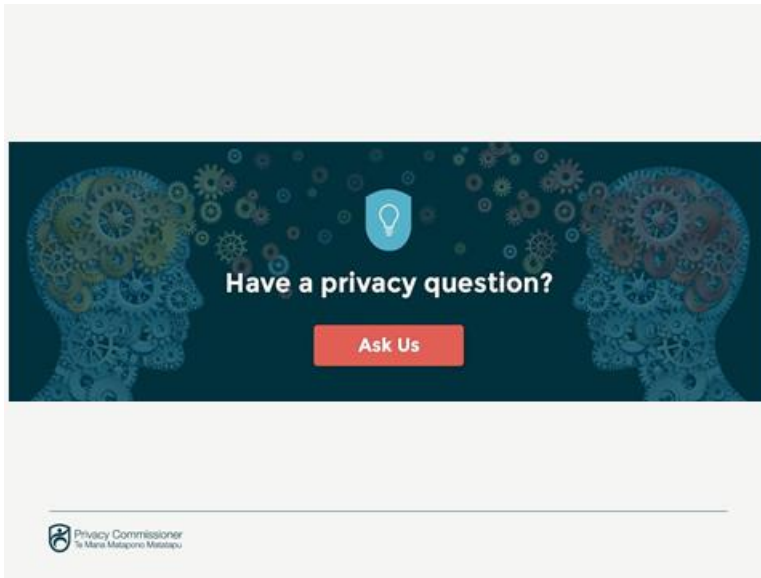 Have a privacy question?
Ask Us
Privacy Commissioner
Te Mana Matapono Matatapu